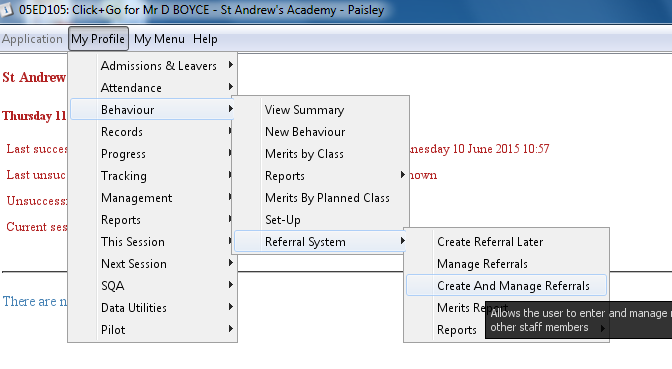 05ED105: Click+Go for Mr D BOYCE - St Andrew's Academy - Paisley
Application My Profile My Menu Help
St Andrew
Thursday 11
Last succes
nesday 10 June 2015 10:57
Last unsuc
nown
Unsuccessf
Current ses
There are n
Admissions & Leavers
Attendance
Behaviour
Records
Progress
Tracking
Management
Reports
This Session
Next Session
SQA
Data Utilities
Pilot
View Summary
New Behaviour
Merits by Class
Reports
Merits By Planned Class
Set-Up
Referral System
Create Referral Later
Manage Referrals
Create And Manage Referrals
Merits Report
Reports
Allows the user to enter and manage
other staff members